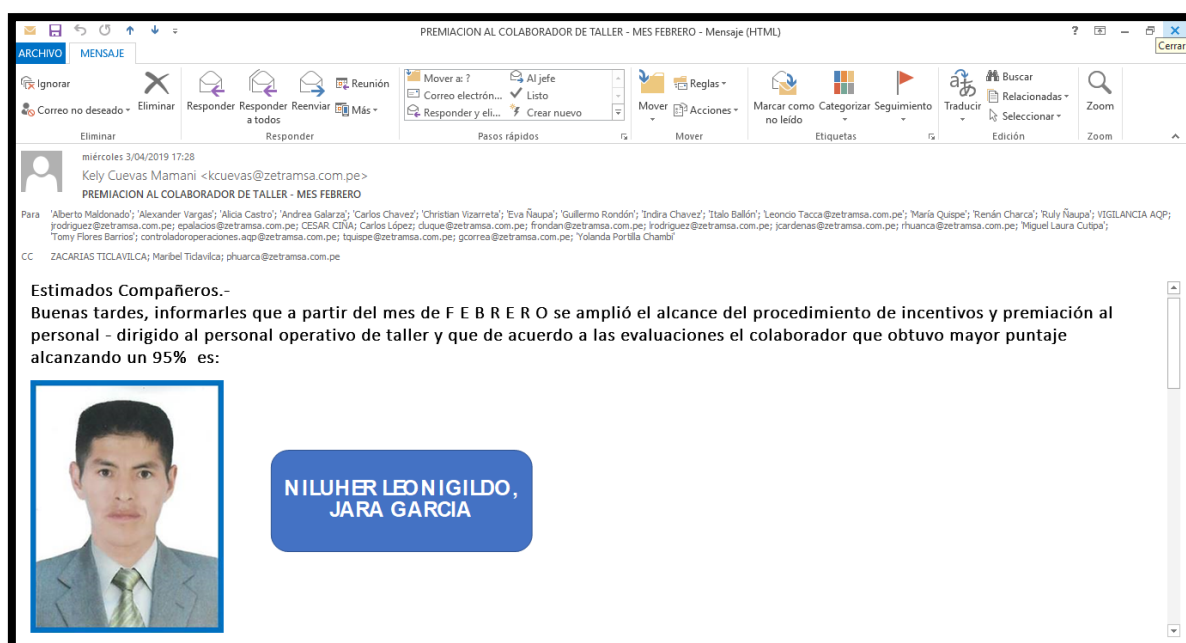 PREMIACION AL COLABORADOR DE TALLER - MES FEBRERO - Mensaje (HTML)
?
Cerrar
ARCHIVO MENSAJE
Ignorar
Correo no deseado
Eliminar
Eliminar
Responder Responder a todos Reenviar
Reunión
Más
Responder
Mover a: ? Al jefe
Correo electrón... Listo
Responder y eli... Crear nuevo
Pasos rápidos
Mover
Reglas
Acciones
Mover
Marcar como no leído Categorizar Seguimiento
Etiquetas
Traducir
Buscar
Relacionadas
Seleccionar
Edición
Zoom
Zoom
miércoles 3/04/2019 17:28
Kely Cuevas Mamani <kcuevas@zetramsa.com.pe>
PREMIACION AL COLABORADOR DE TALLER - MES FEBRERO
Para 'Alberto Maldonado'; 'Alexander Vargas'; 'Alicia Castro'; 'Andrea Galarza'; 'Carlos Chavez'; 'Christian Vizarreta'; 'Eva Ñaupa'; 'Guillermo Rondón'; 'Indira Chavez'; 'Italo Ballón'; 'Leoncio Tacca@zetramsa.com.pe'; 'María Quispe'; 'Renán Charca'; 'Ruly Ñaupa'; VIGILANCIA AQP;
jrodriguez@zetramsa.com.pe; epalacios@zetramsa.com.pe; CESAR CIÑA; Carlos López; cluque@zetramsa.com.pe; frondan@zetramsa.com.pe; lrodriguez@zetramsa.com.pe; jcardenas@zetramsa.com.pe; rhuanca@zetramsa.com.pe; 'Miguel Laura Cutipa';
'Tomy Flores Barrios'; controladoroperaciones.aqp@zetramsa.com.pe; tquispe@zetramsa.com.pe; gcorrea@zetramsa.com.pe; 'Yolanda Portilla Chambi'
CC ZACARIAS TICLAVILCA; Maribel Ticlavilca; phuarca@zetramsa.com.pe
Estimados Compañeros.-
Buenas tardes, informarles que a partir del mes de F E B R E R O se amplió el alcance del procedimiento de incentivos y premiación al
personal - dirigido al personal operativo de taller y que de acuerdo a las evaluaciones el colaborador que obtuvo mayor puntaje
alcanzando un 95% es:
NILUHER LEONIGILDO,
JARA GARCIA